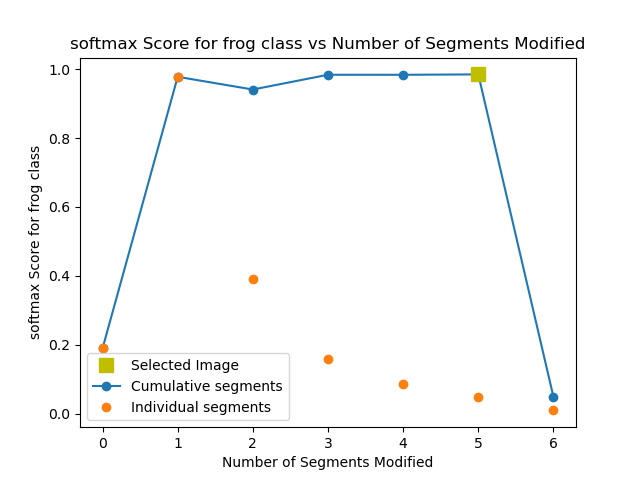 softmax Score for frog class vs Number of Segments Modified
softmax Score for frog class
1.0
0.8
0.6
0.4
0.2
0.0
Selected Image
Cumulative segments
Individual segments
0 1 2 3 4 5 6
Number of Segments Modified